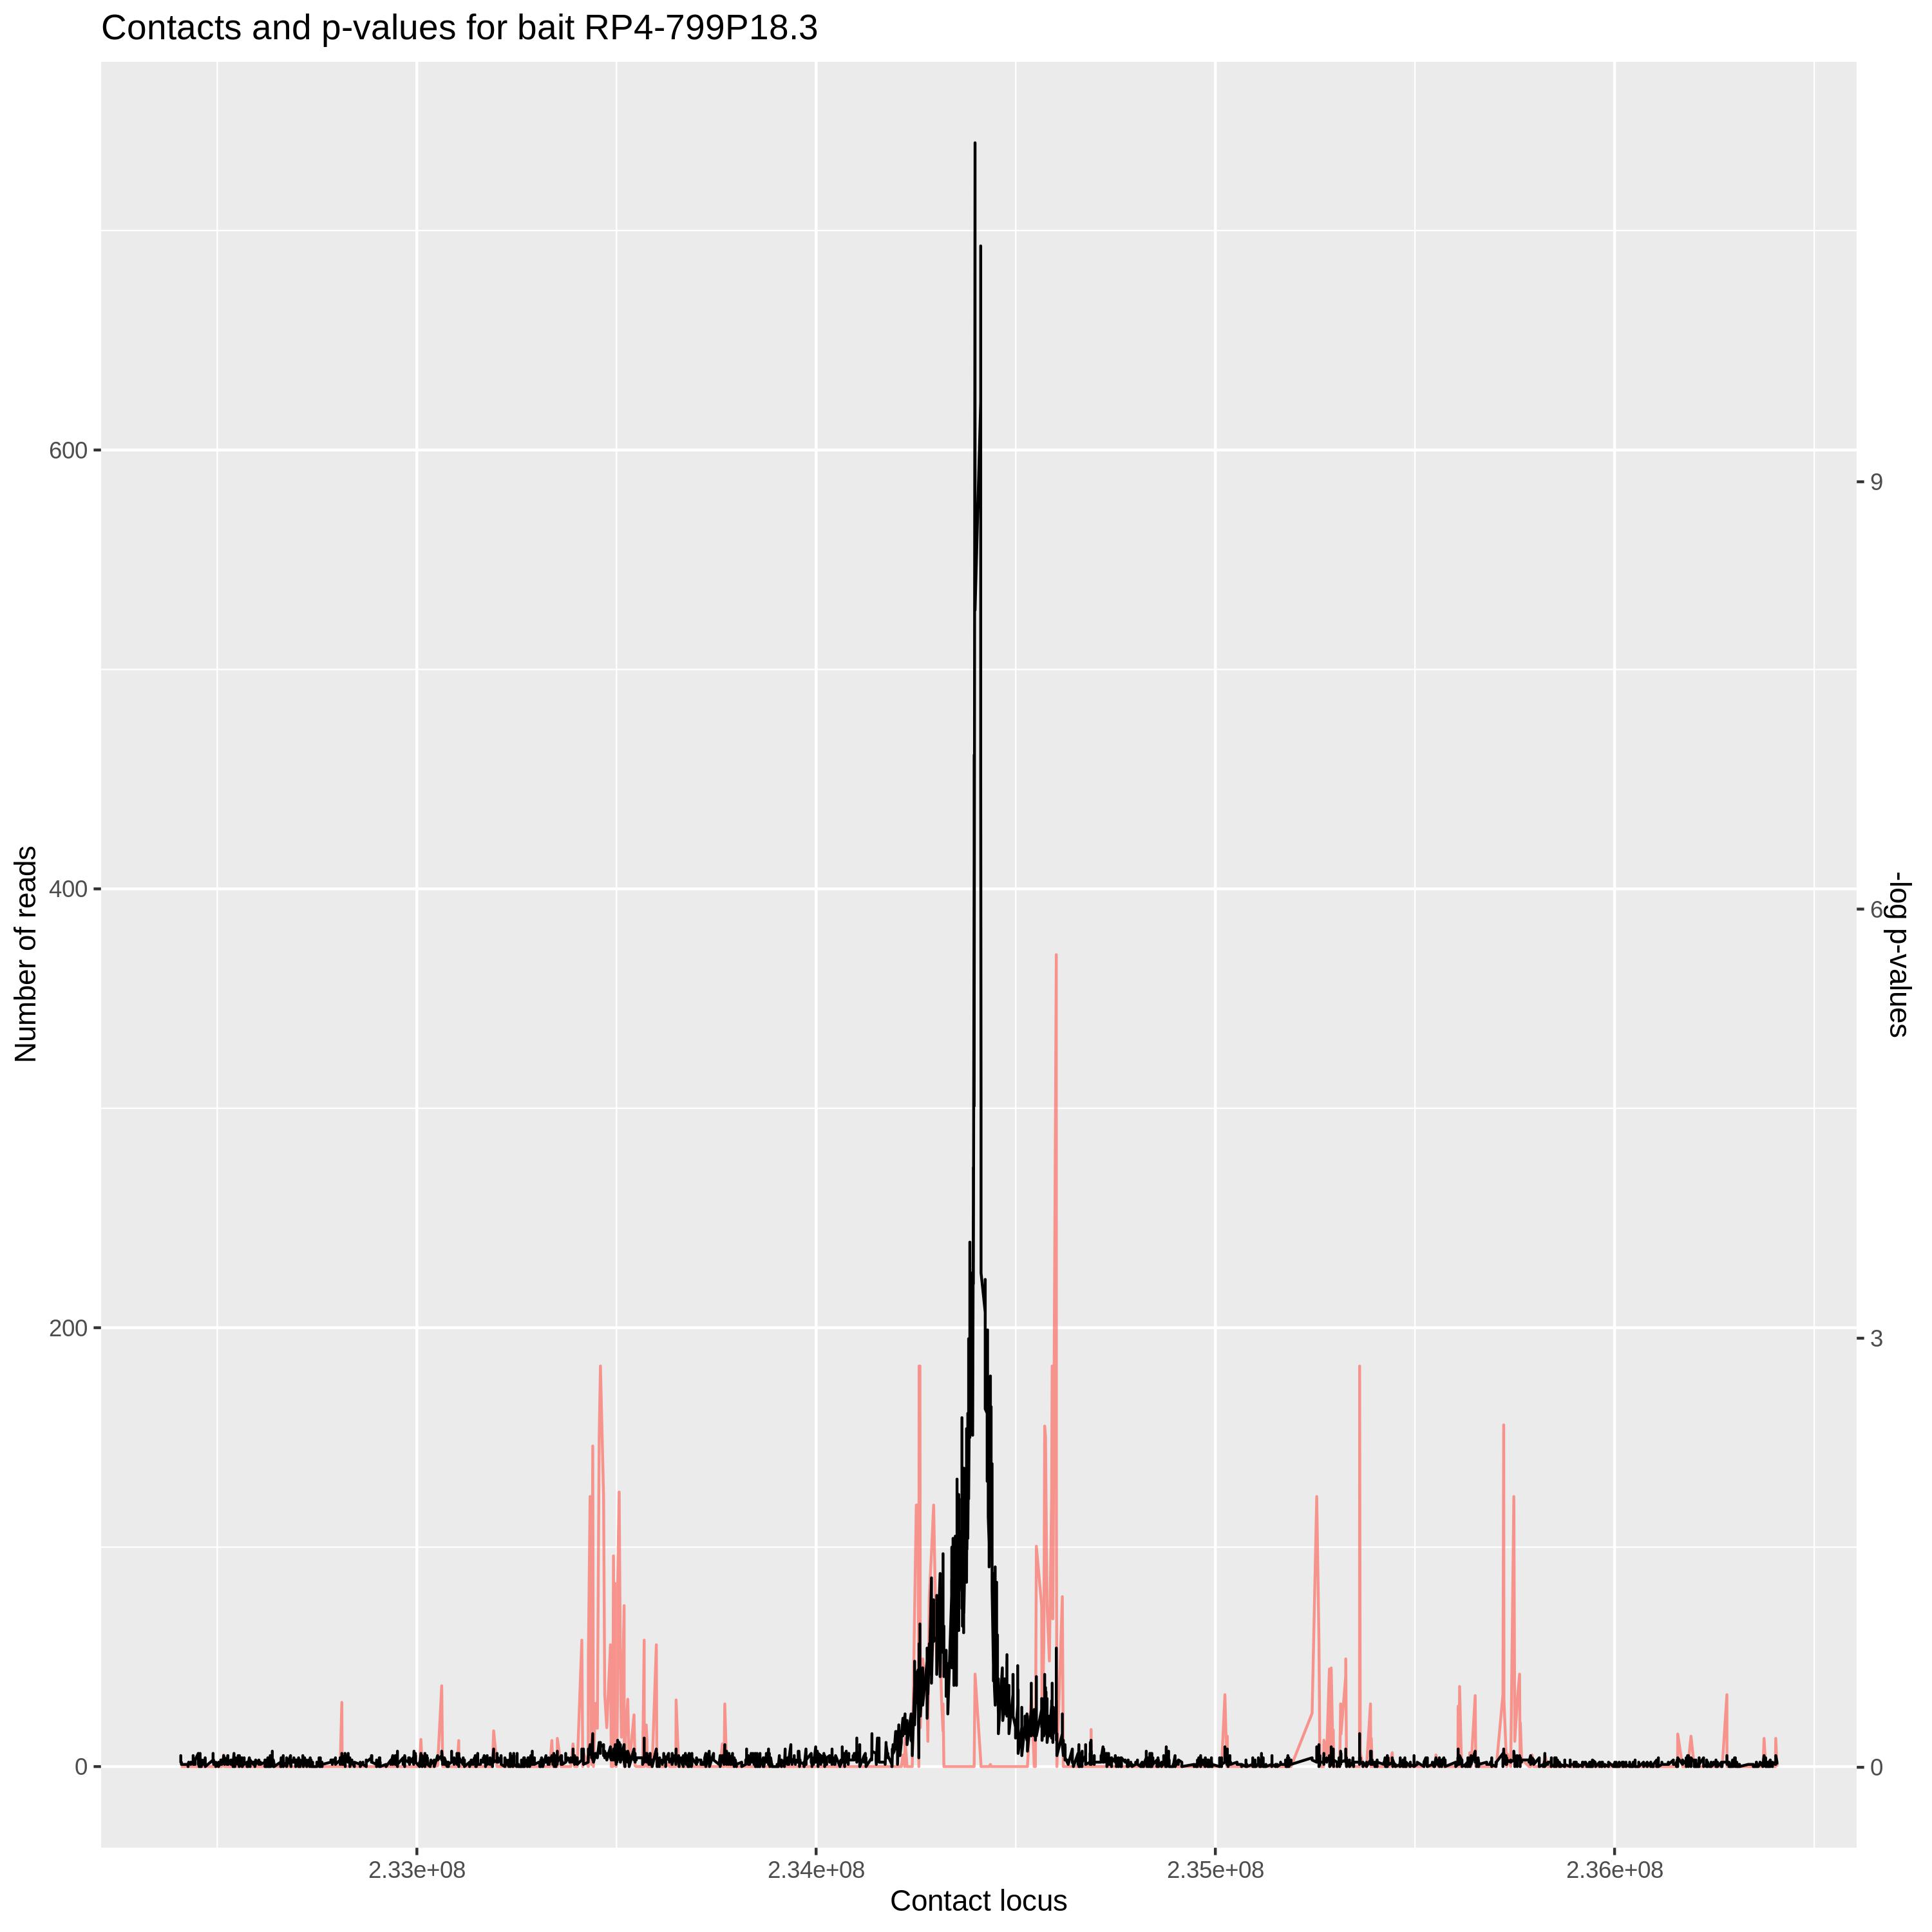 Contacts and p-values for bait RP4-799P18.3
Number of reads
600
400
200
0
9
6
3
0
-log p-values
2.33e+08
2.34e+08
2.35e+08
2.36e+08
Contact locus